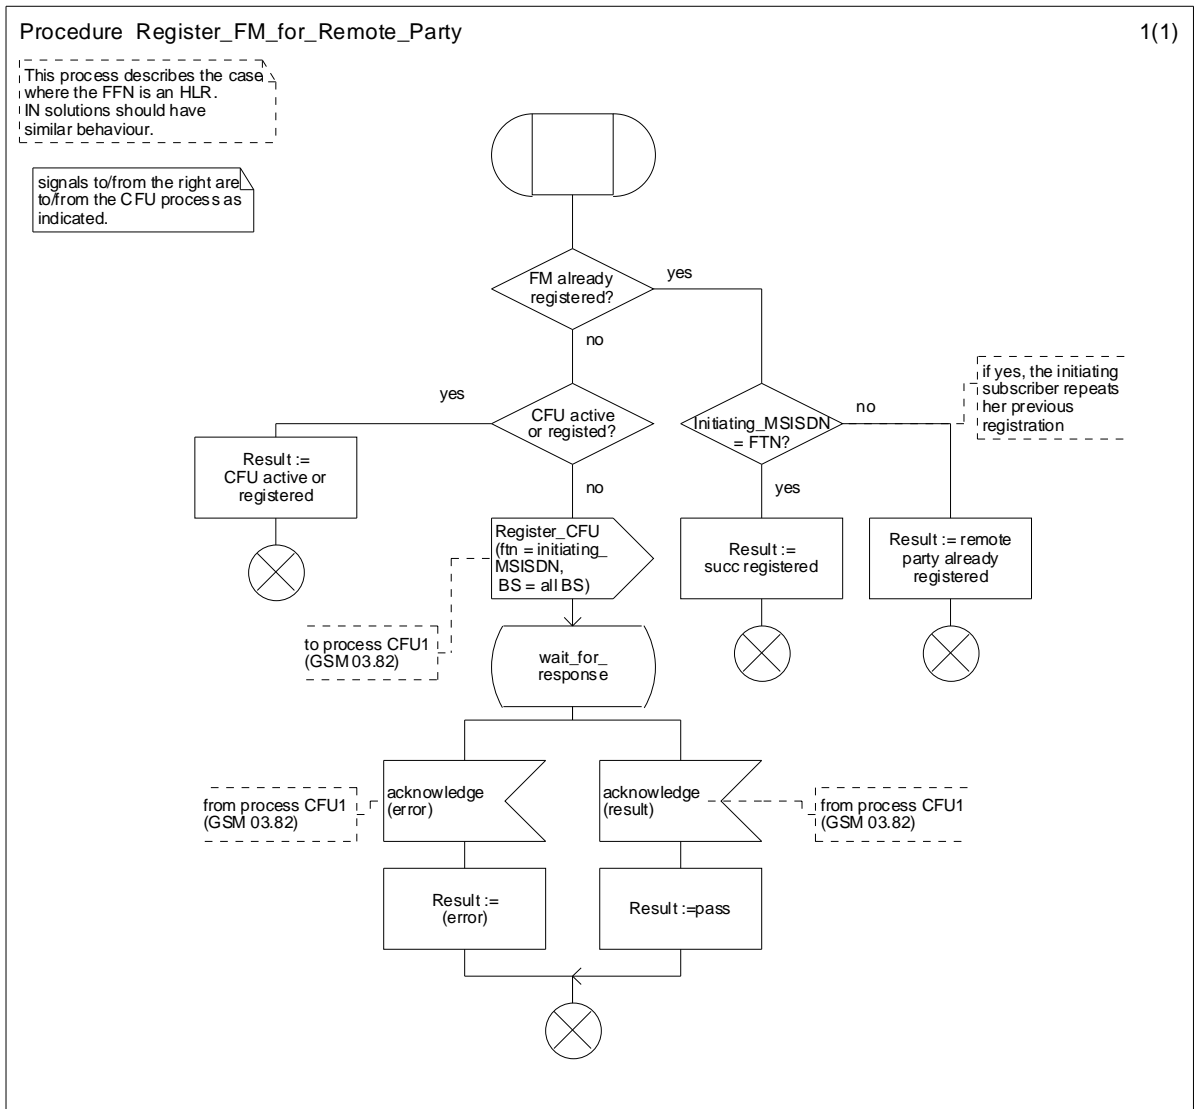 Procedure Register_FM_for_Remote_Party
1(1)
This process describes the case
where the FFN is an HLR.
IN solutions should have
similar behaviour.
signals to/from the right are
to/from the CFU process as
indicated.
FM already
registered?
yes
no
if yes, the initiating
subscriber repeats
her previous
registration
yes
CFU active
or registed?
Initiating_MSISDN
= FTN?
no
Result :=
CFU active or
registered
no
yes
Register_CFU
(ftn = initiating_
MSISDN,
BS = all BS)
Result :=
succ registered
Result := remote
party already
registered
to process CFU1
(GSM 03.82)
wait_for_
response
from process CFU1
(GSM 03.82)
acknowledge
(error)
acknowledge
(result)
from process CFU1
(GSM 03.82)
Result :=
(error)
Result :=pass